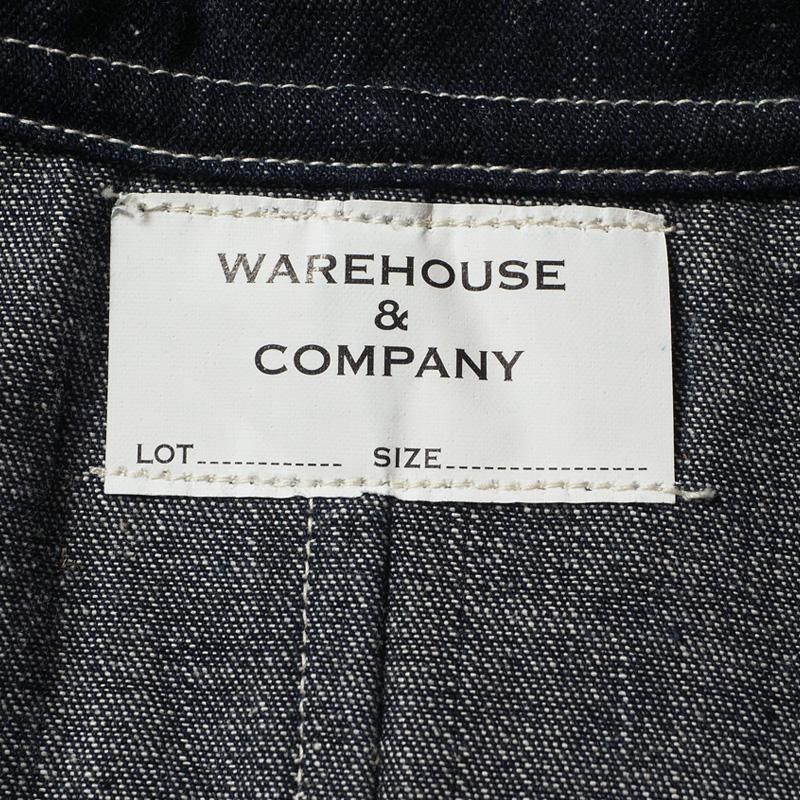 WAREHOUSE
&
COMPANY
LOT............. SIZE.................